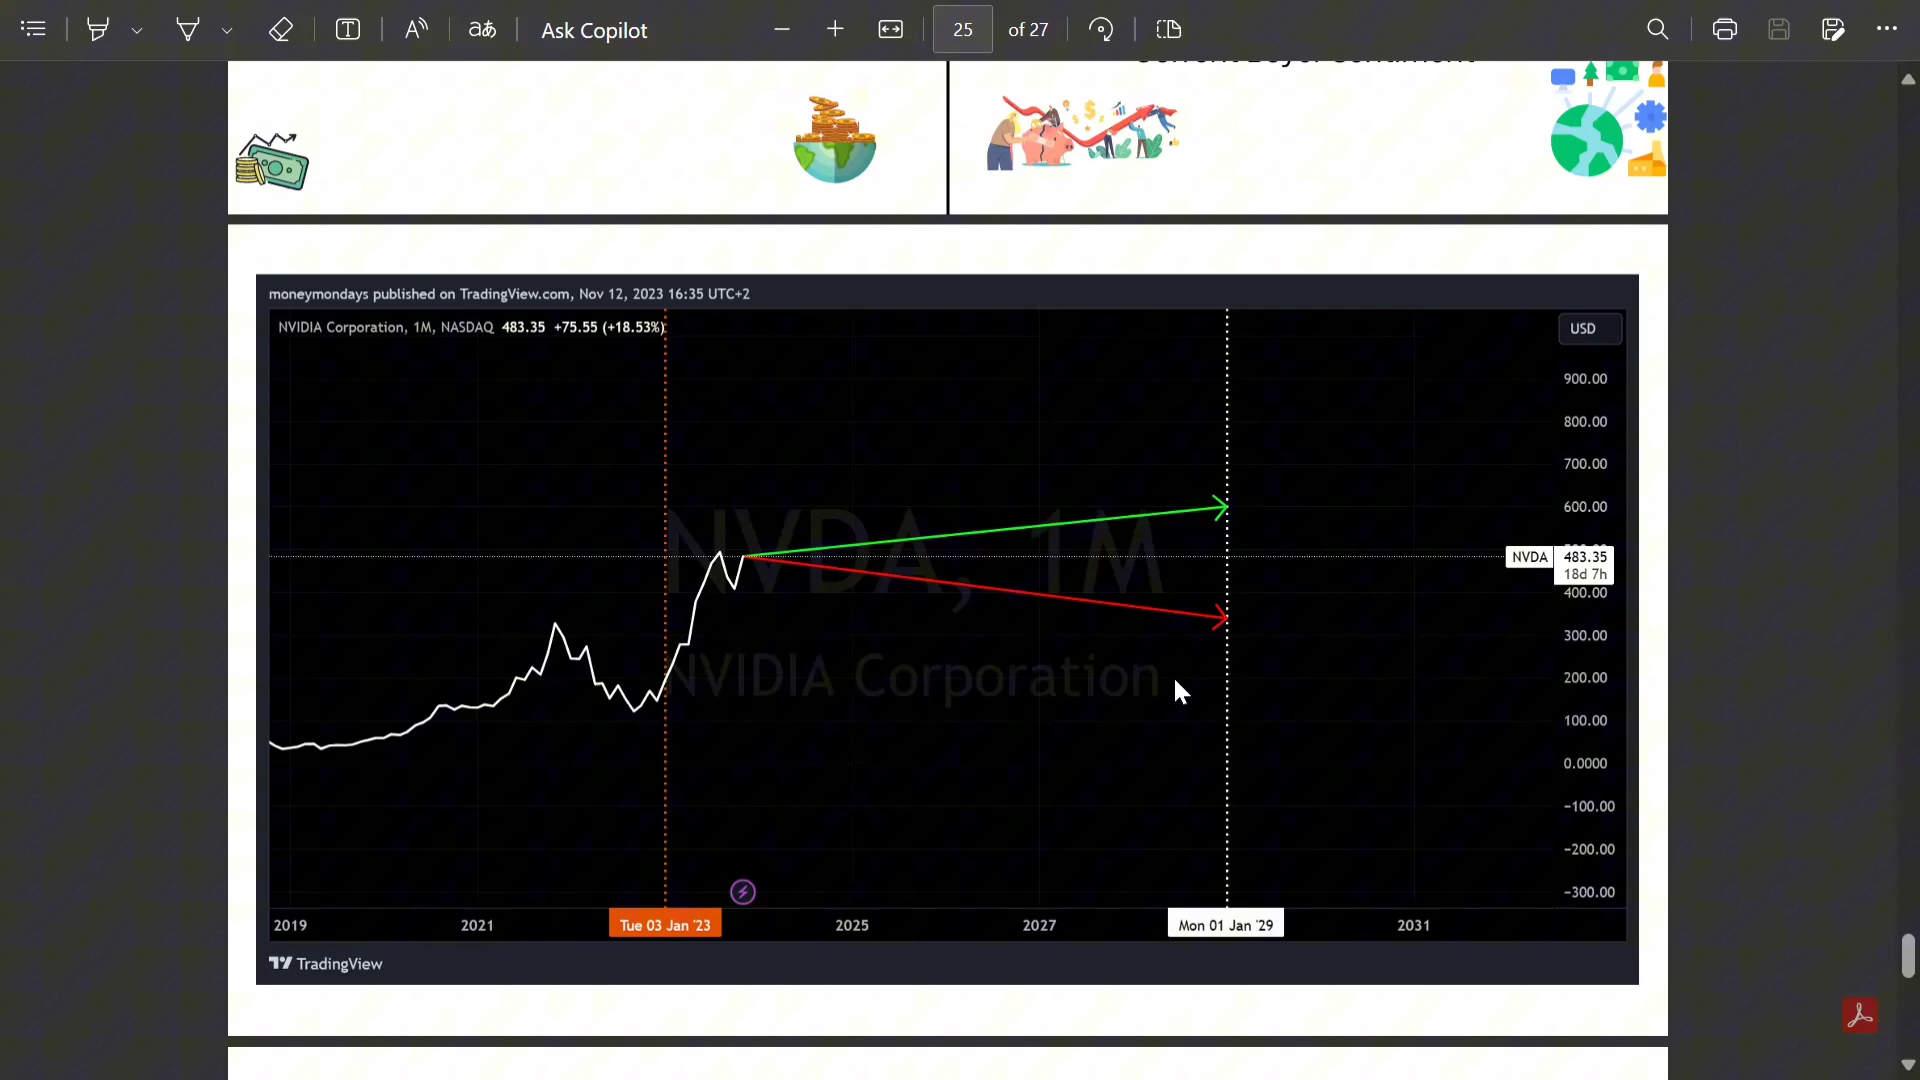 Ask Copilot
25 of 27
Current Buyer Sentiment
moneymondays published on TradingView.com, Nov 12, 2023 16:35 UTC+2
NVIDIA Corporation, 1M, NASDAQ 483.35 +75.55 (+18.53%)
USD
900.00
800.00
700.00
600.00
NVDA, 1M
NVDA 483.35
18d 7h
400.00
300.00
NVIDIA Corporation
200.00
100.00
0.0000
-100.00
-200.00
-300.00
2019 2021 Tue 03 Jan '23 2025 2027 Mon 01 Jan '29 2031
TradingView